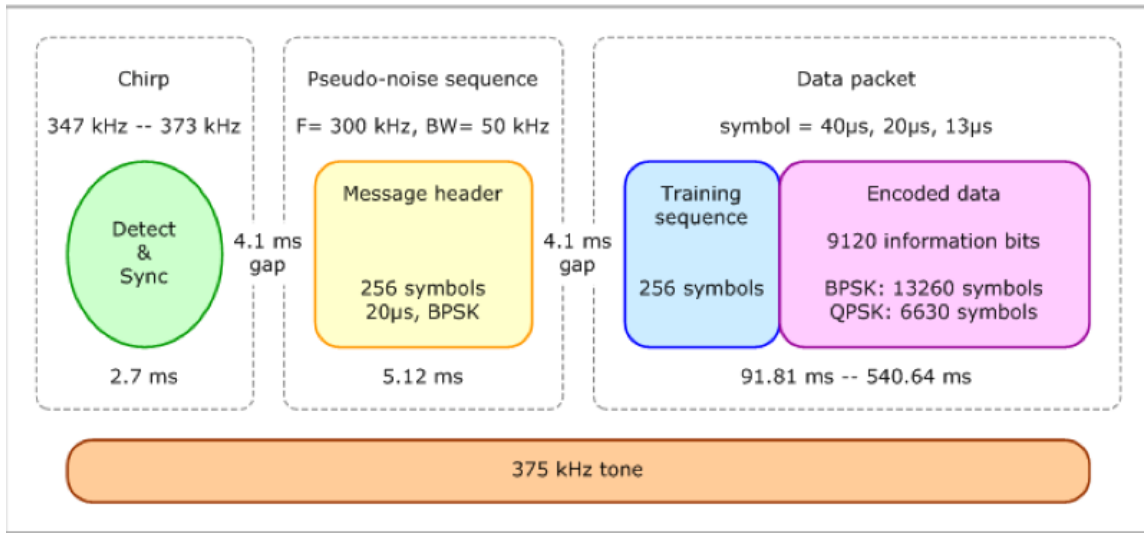 Chirp
347 kHz -- 373 kHz
Detect
&
Sync
2.7 ms
4.1 ms
gap
Pseudo-noise sequence
F= 300 kHz, BW= 50 kHz
Message header
256 symbols
20µs, BPSK
5.12 ms
4.1 ms
gap
Data packet
symbol = 40µs, 20µs, 13µs
Training
sequence
256 symbols
Encoded data
9120 information bits
BPSK: 13260 symbols
QPSK: 6630 symbols
91.81 ms -- 540.64 ms
375 kHz tone